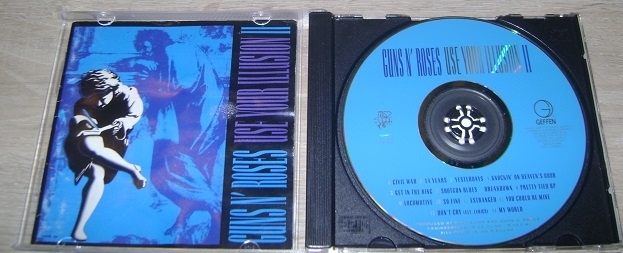 GUNS N' ROSES USE YOUR ILLUSION II
GUNS N' ROSES USE YOUR ILLUSION II
GEFFEN
CIVIL WAR 14 YEARS YESTERDAYS KNOCKIN' ON HEAVEN'S DOOR
GET IN THE RING SHOTGUN BLUES BREAKDOWN PRETTY TIED UP
LOCOMOTIVE SO FINE ESTRANGED YOU COULD BE MINE
DON'T CRY (ALT. LYRICS) MY WORLD